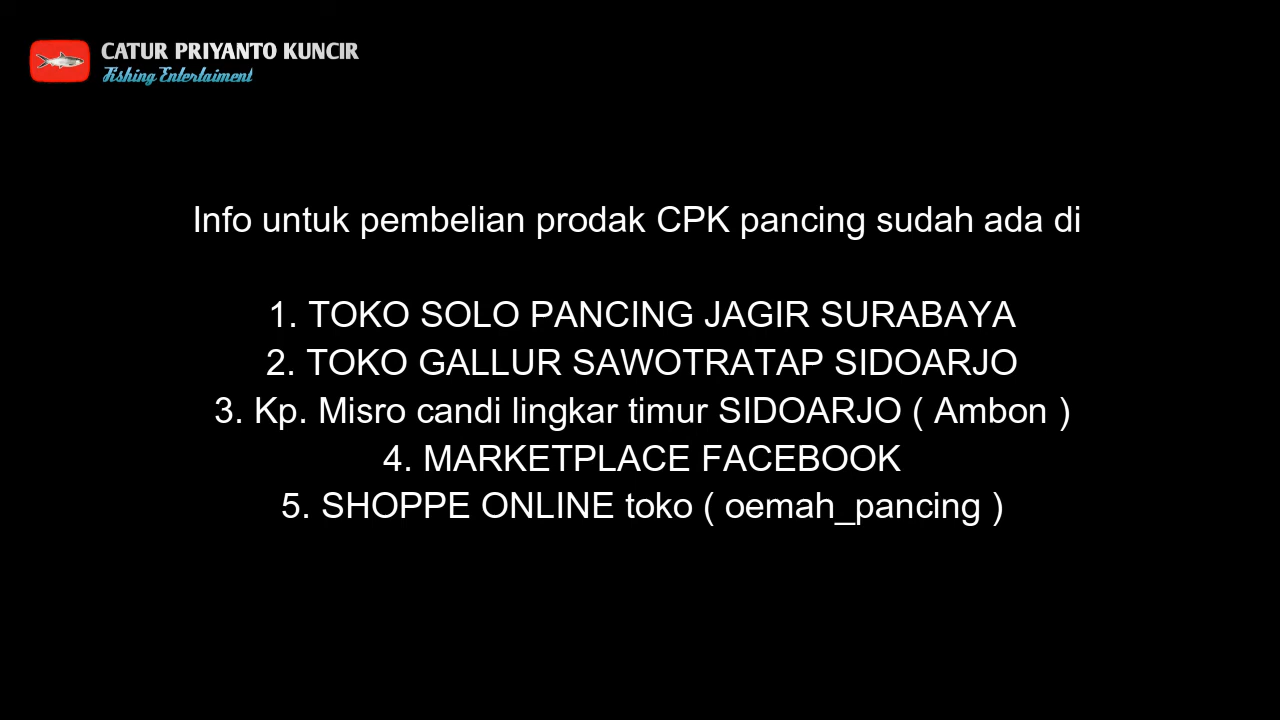 CATUR PRIYANTO KUNCIR
Fishing Entertaiment
Info untuk pembelian prodak CPK pancing sudah ada di
1. TOKO SOLO PANCING JAGIR SURABAYA
2. TOKO GALLUR SAWOTRATAP SIDOARJO
3. Kp. Misro candi lingkar timur SIDOARJO ( Ambon )
4. MARKETPLACE FACEBOOK
5. SHOPPE ONLINE toko ( oemah_pancing )